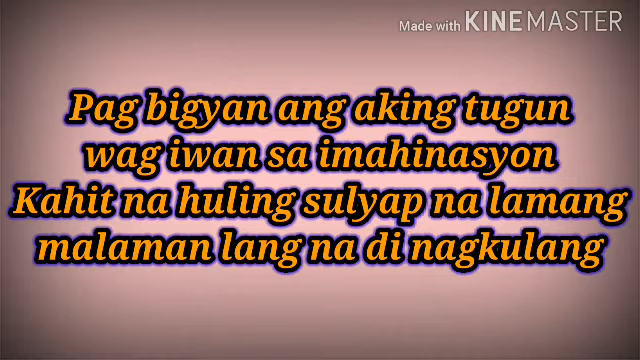 Made with KINEMASTER
Pag bigyan ang aking tugun
wag iwan sa imahinasyon
Kahit na huling sulyap na lamang
malaman lang na di nagkulang